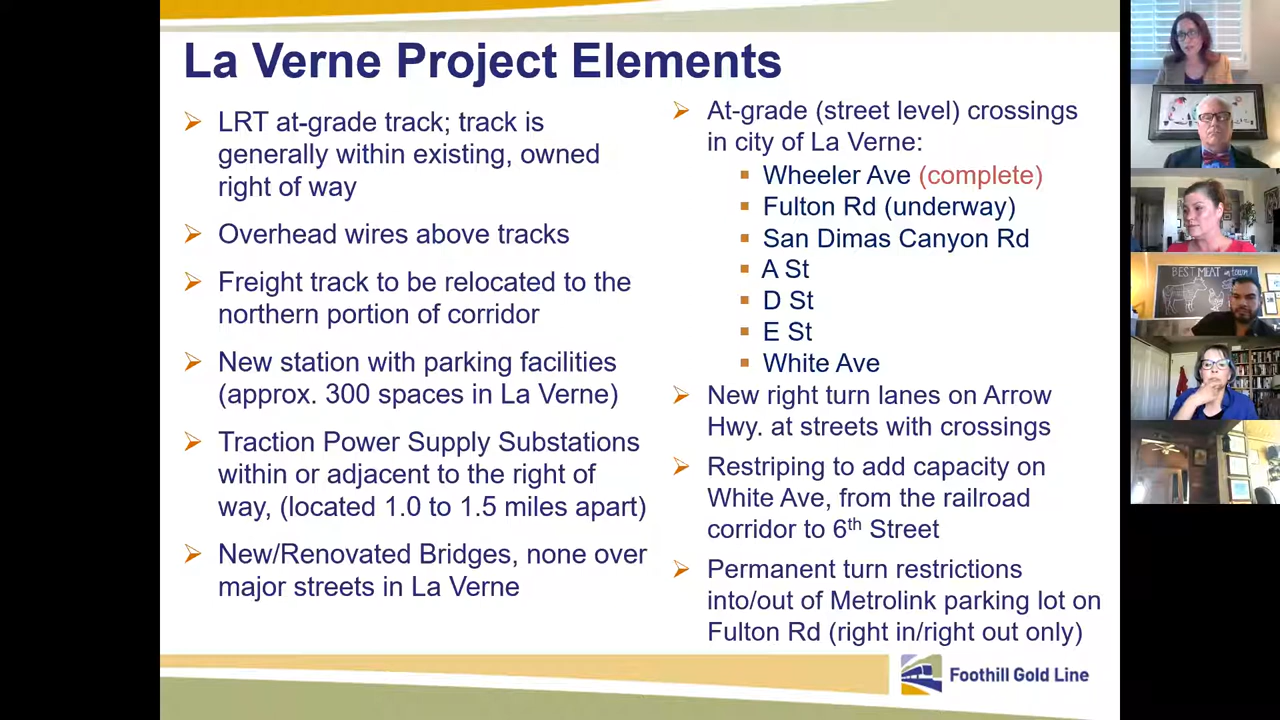 La Verne Project Elements
LRT at-grade track; track is
generally within existing, owned
right of way
Overhead wires above tracks
Freight track to be relocated to the
northern portion of corridor
New station with parking facilities
(approx. 300 spaces in La Verne)
Traction Power Supply Substations
within or adjacent to the right of
way, (located 1.0 to 1.5 miles apart)
New/Renovated Bridges, none over
major streets in La Verne
At-grade (street level) crossings
in city of La Verne:
Wheeler Ave (complete)
Fulton Rd (underway)
San Dimas Canyon Rd
A St
D St
E St
White Ave
New right turn lanes on Arrow
Hwy. at streets with crossings
Restriping to add capacity on
White Ave, from the railroad
corridor to 6th Street
Permanent turn restrictions
into/out of Metrolink parking lot on
Fulton Rd (right in/right out only)
Foothill Gold Line
BEST MEAT in town!